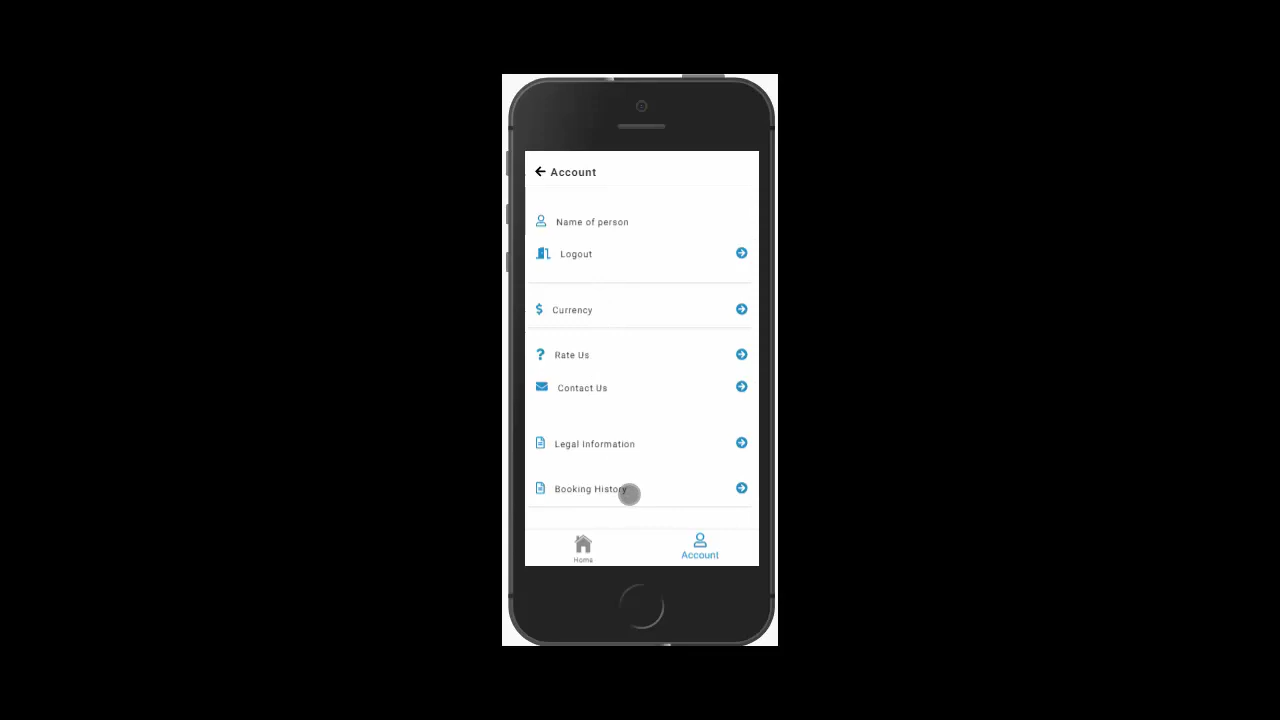 Account
Name of person
Logout
Currency
Rate Us
Contact Us
Legal Information
Booking History
Home
Account